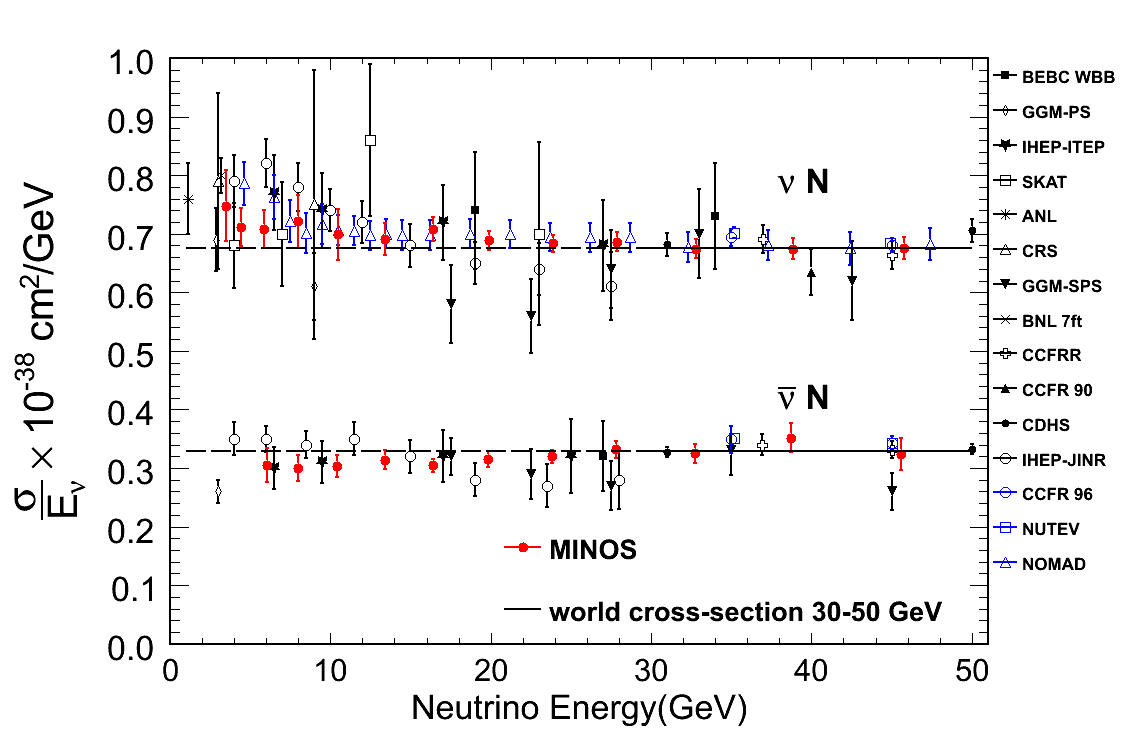 1.0
0.9
0.8
0.7
0.6
0.5
0.4
0.3
0.2
0.1
0.0
σ/Eν × 10⁻³⁸ cm²/GeV
ν N
ν̅ N
MINOS
world cross-section 30-50 GeV
0 10 20 30 40 50
Neutrino Energy(GeV)
BEBC WBB
GGM-PS
IHEP-ITEP
SKAT
ANL
CRS
GGM-SPS
BNL 7ft
CCFRR
CCFR 90
CDHS
IHEP-JINR
CCFR 96
NUTEV
NOMAD